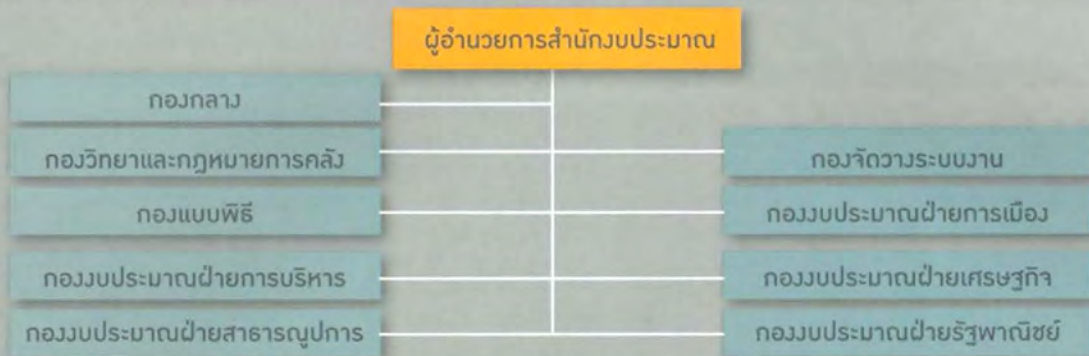 ผู้อำนวยการสำนักงบประมาณ
กองกลาง
กองวิทยาและกฎหมายการคลัง
กองจัดวางระบบงาน
กองแบบพิธี
กองงบประมาณฝ่ายการเมือง
กองงบประมาณฝ่ายการบริหาร
กองงบประมาณฝ่ายเศรษฐกิจ
กองงบประมาณฝ่ายสาธารณูปการ
กองงบประมาณฝ่ายรัฐพาณิชย์